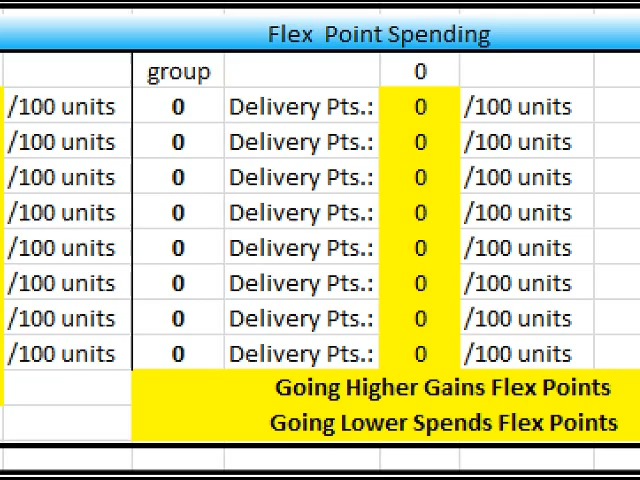 Flex Point Spending
group 0
/100 units 0 Delivery Pts.: 0 /100 units
/100 units 0 Delivery Pts.: 0 /100 units
/100 units 0 Delivery Pts.: 0 /100 units
/100 units 0 Delivery Pts.: 0 /100 units
/100 units 0 Delivery Pts.: 0 /100 units
/100 units 0 Delivery Pts.: 0 /100 units
/100 units 0 Delivery Pts.: 0 /100 units
/100 units 0 Delivery Pts.: 0 /100 units
Going Higher Gains Flex Points
Going Lower Spends Flex Points